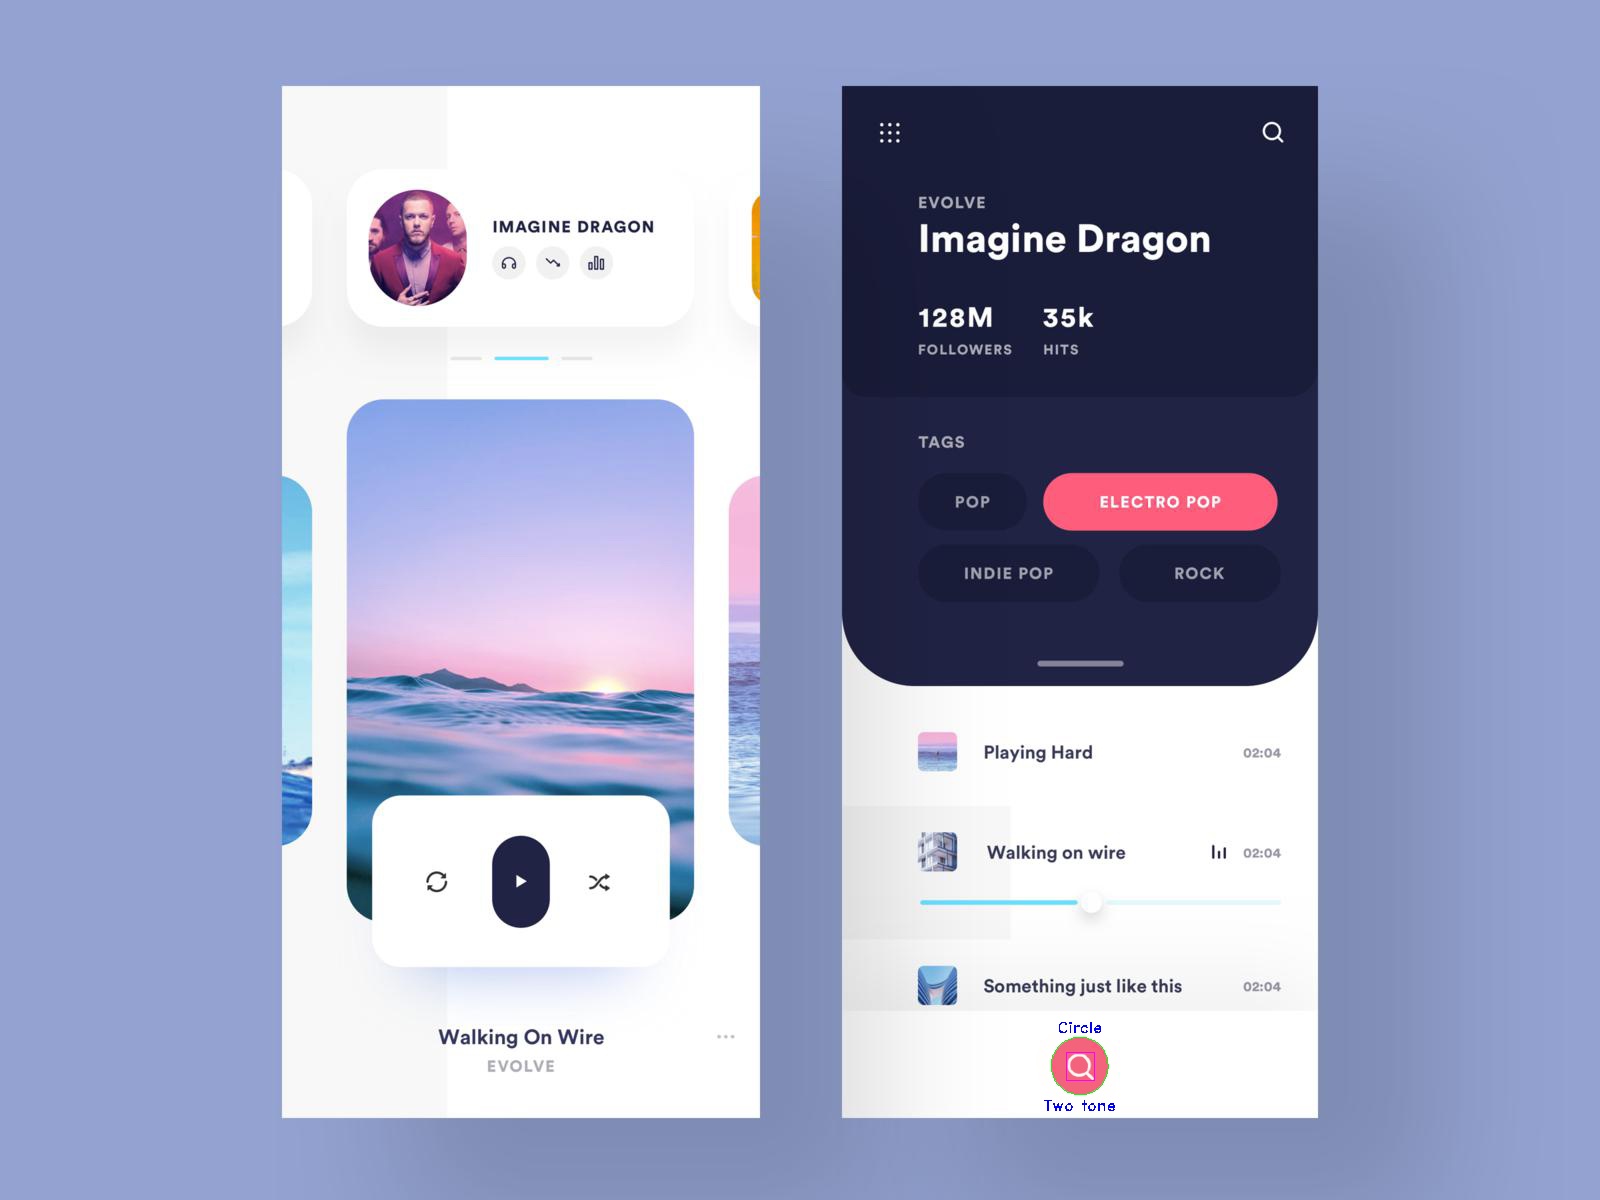 IMAGINE DRAGON
Walking On Wire
EVOLVE
EVOLVE
Imagine Dragon
128M 35k
FOLLOWERS HITS
TAGS
POP ELECTRO POP
INDIE POP ROCK
Playing Hard 02:04
Walking on wire 02:04
Something just like this 02:04
Circle
Two tone